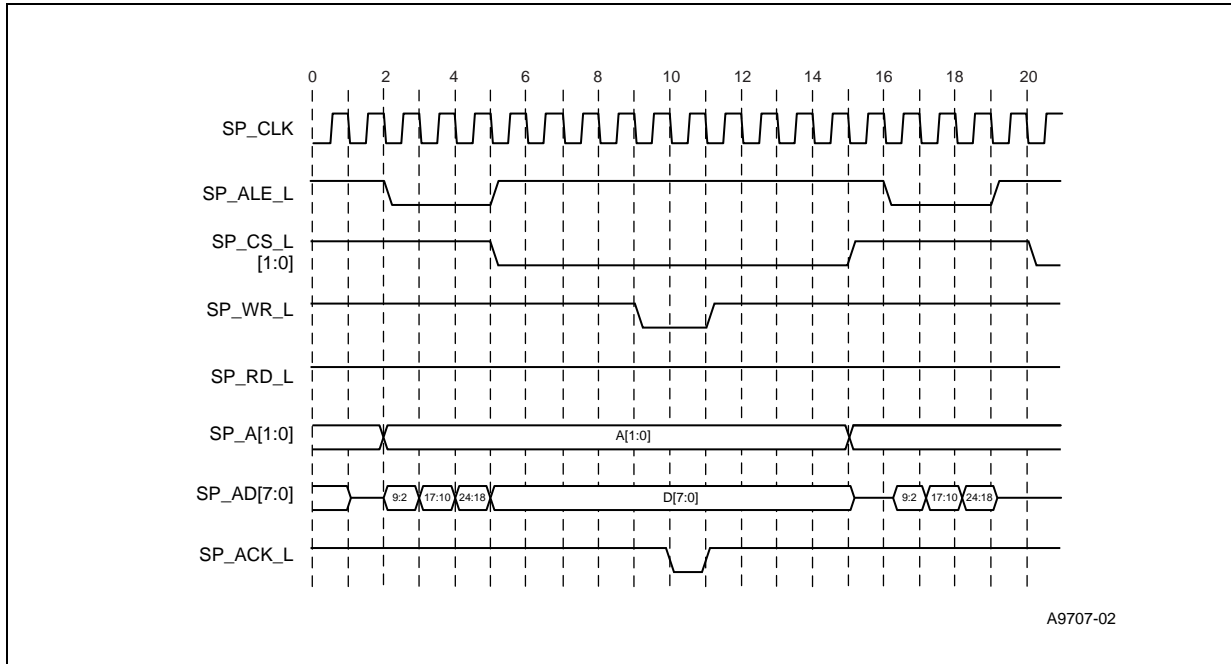 0 2 4 6 8 10 12 14 16 18 20
SP_CLK
SP_ALE_L
SP_CS_L
[1:0]
SP_WR_L
SP_RD_L
SP_A[1:0] A[1:0]
SP_AD[7:0] 9:2 17:10 24:18 D[7:0] 9:2 17:10 24:18
SP_ACK_L
A9707-02